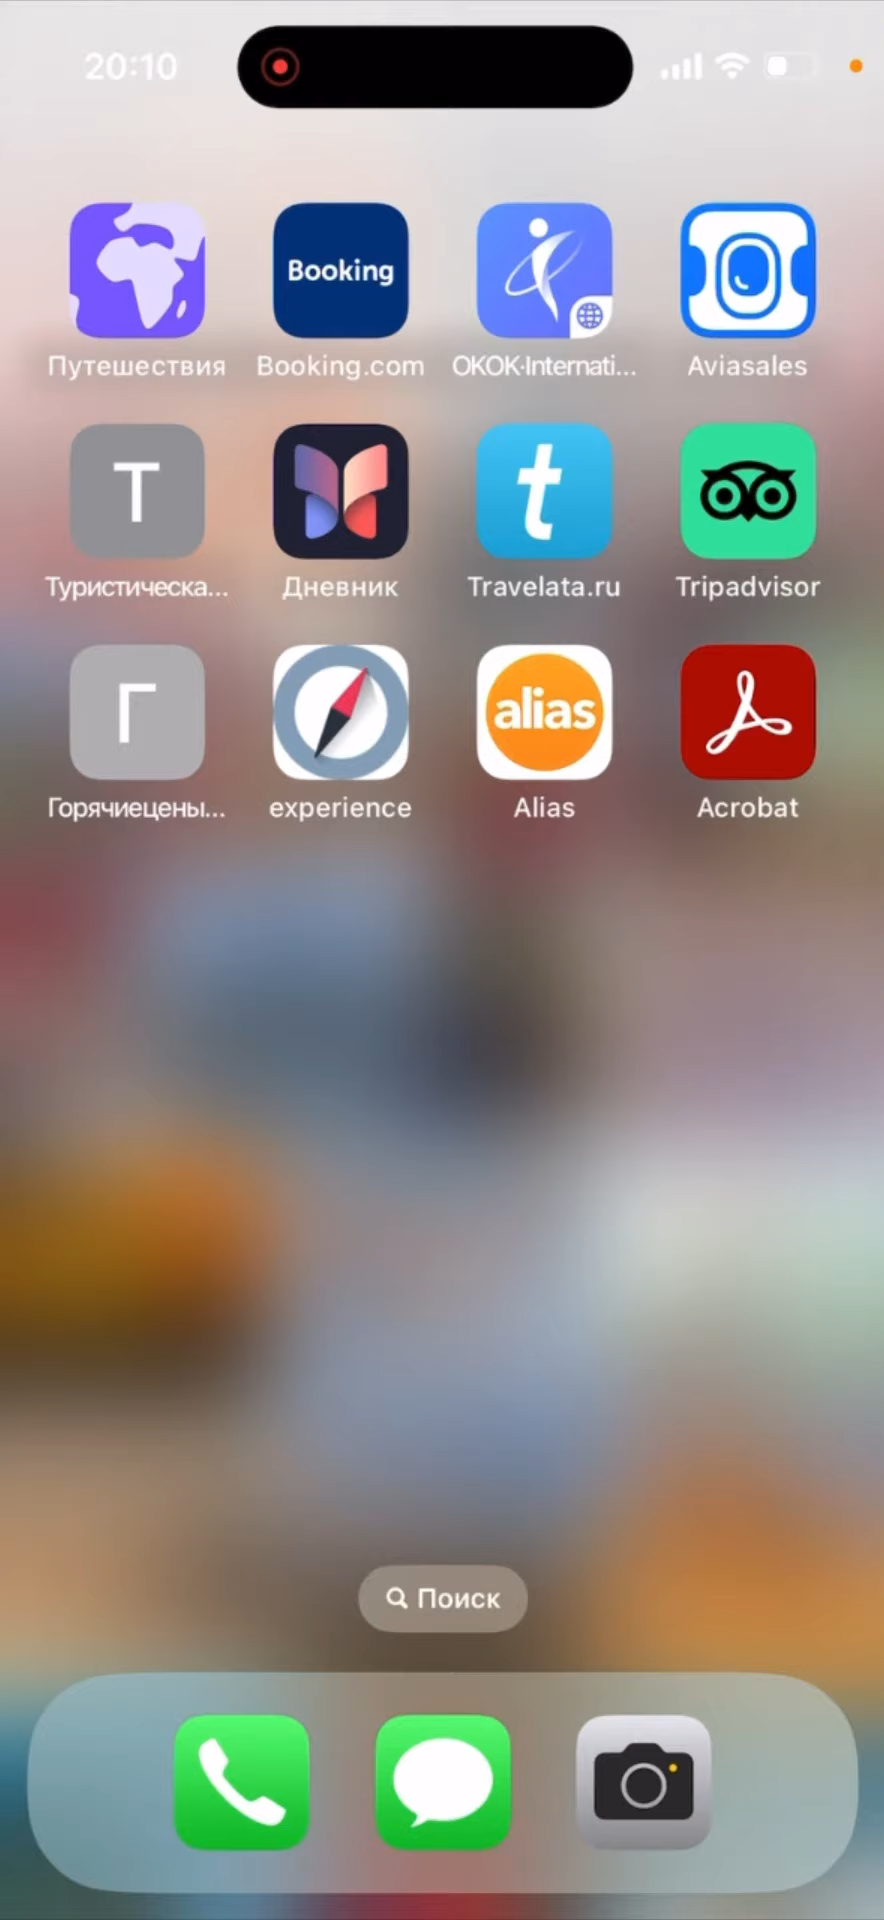 20:10
Booking
Путешествия
Booking.com
OKOK·Internati...
Aviasales
Т
t
Туристическа...
Дневник
Travelata.ru
Tripadvisor
Г
alias
Горячиецены...
experience
Alias
Acrobat
Поиск